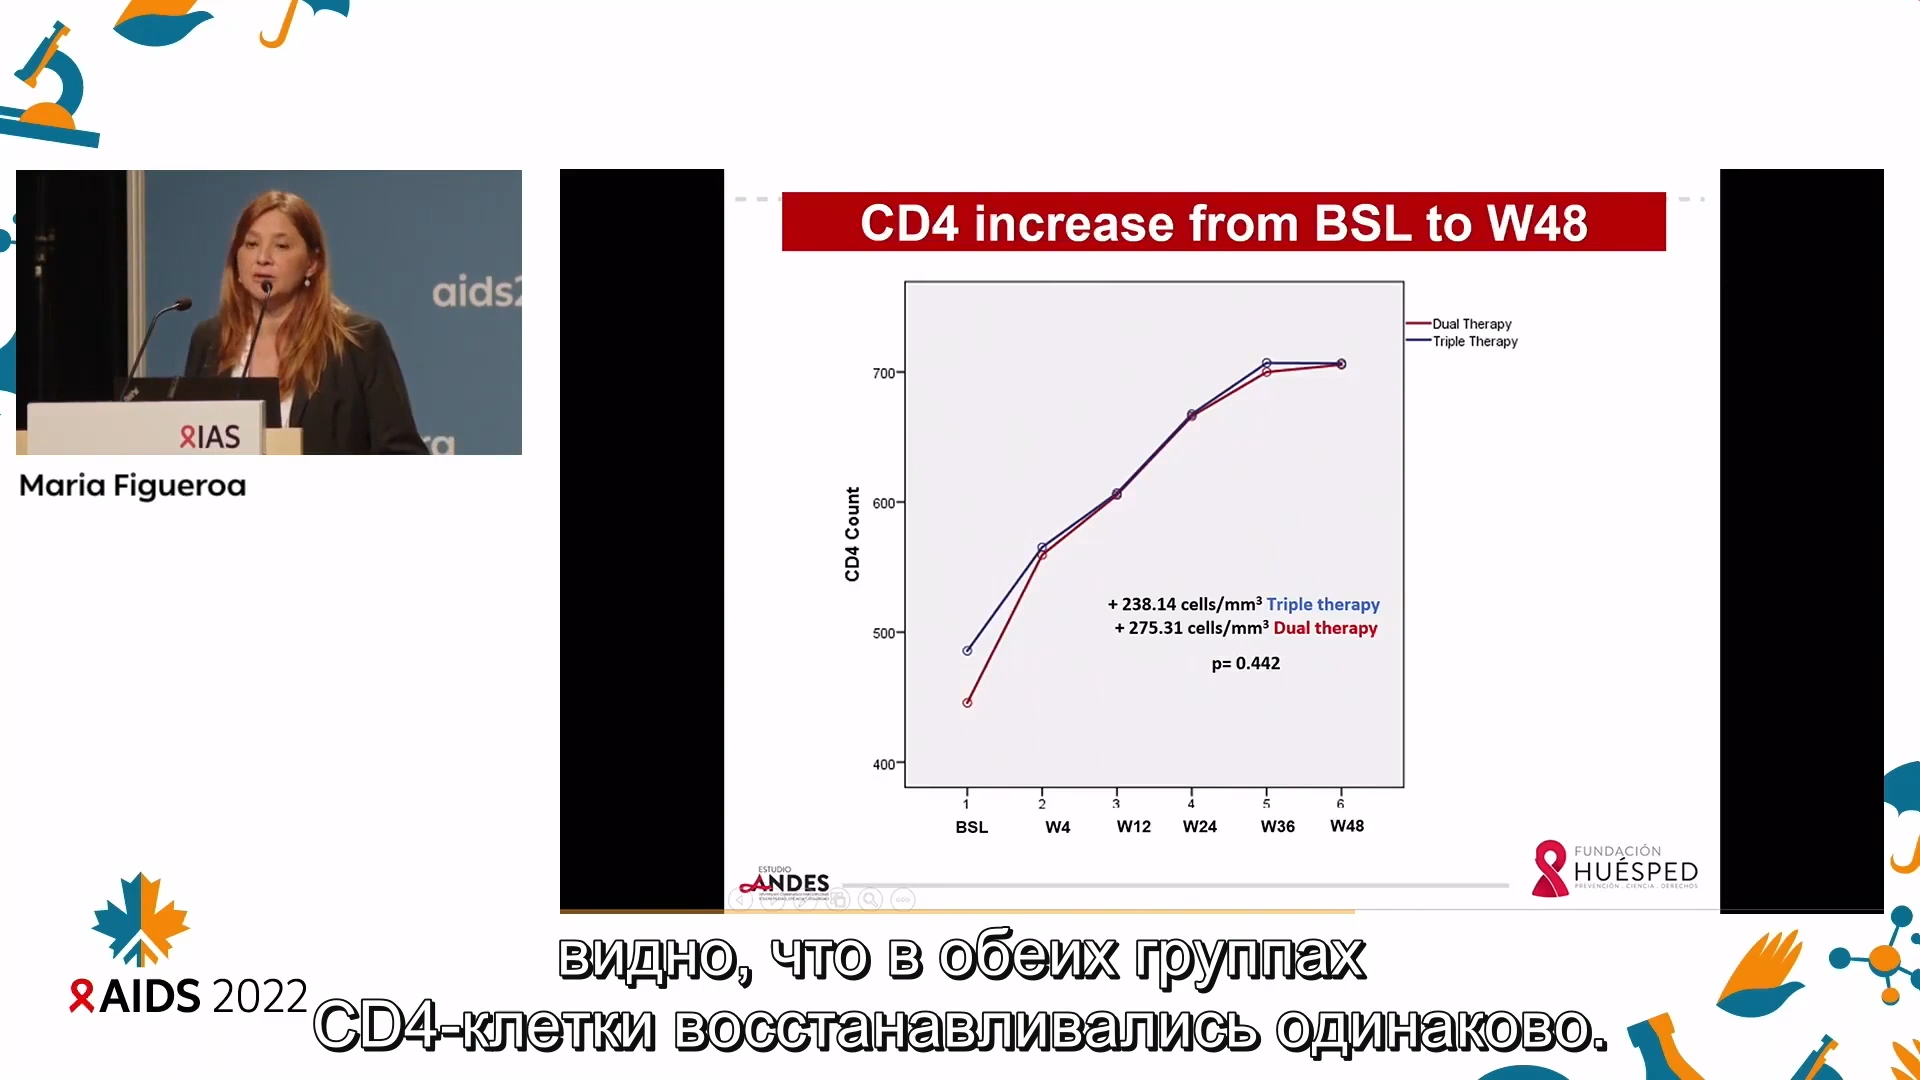 aids2
rg
IAS
Maria Figueroa
CD4 increase from BSL to W48
Dual Therapy
Triple Therapy
CD4 Count
700
600
500
400
+ 238.14 cells/mm³ Triple therapy
+ 275.31 cells/mm³ Dual therapy
p= 0.442
1 2 3 4 5 6
BSL W4 W12 W24 W36 W48
ESTUDIO
ANDES
FUNDACIÓN
HUÉSPED
PREVENCIÓN . CIENCIA . DERECHOS
AIDS 2022
видно, что в обеих группах
CD4-клетки восстанавливались одинаково.